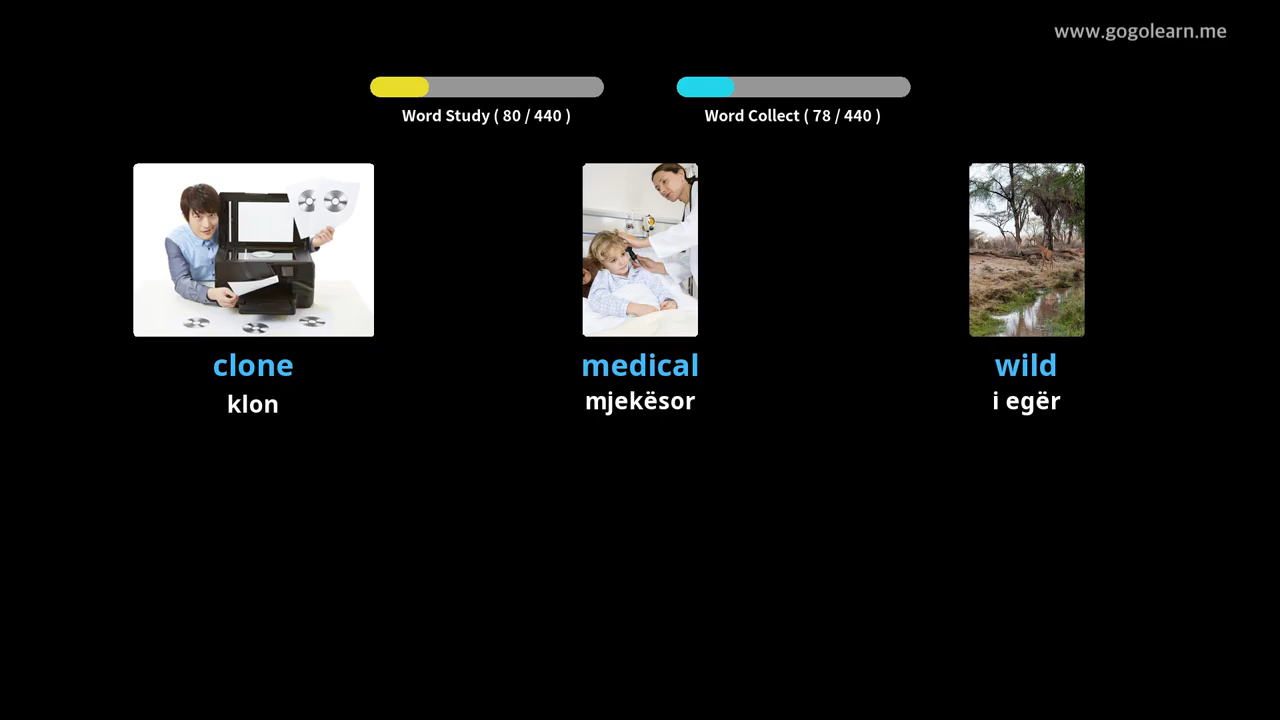 www.gogolearn.me
Word Study ( 80 / 440 )
Word Collect ( 78 / 440 )
clone
klon
medical
mjekësor
wild
i egër